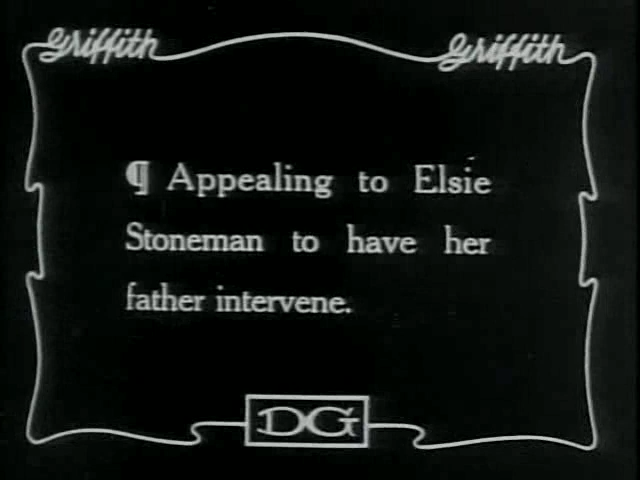 Griffith Griffith
¶ Appealing to Elsie
Stoneman to have her
father intervene.
DG